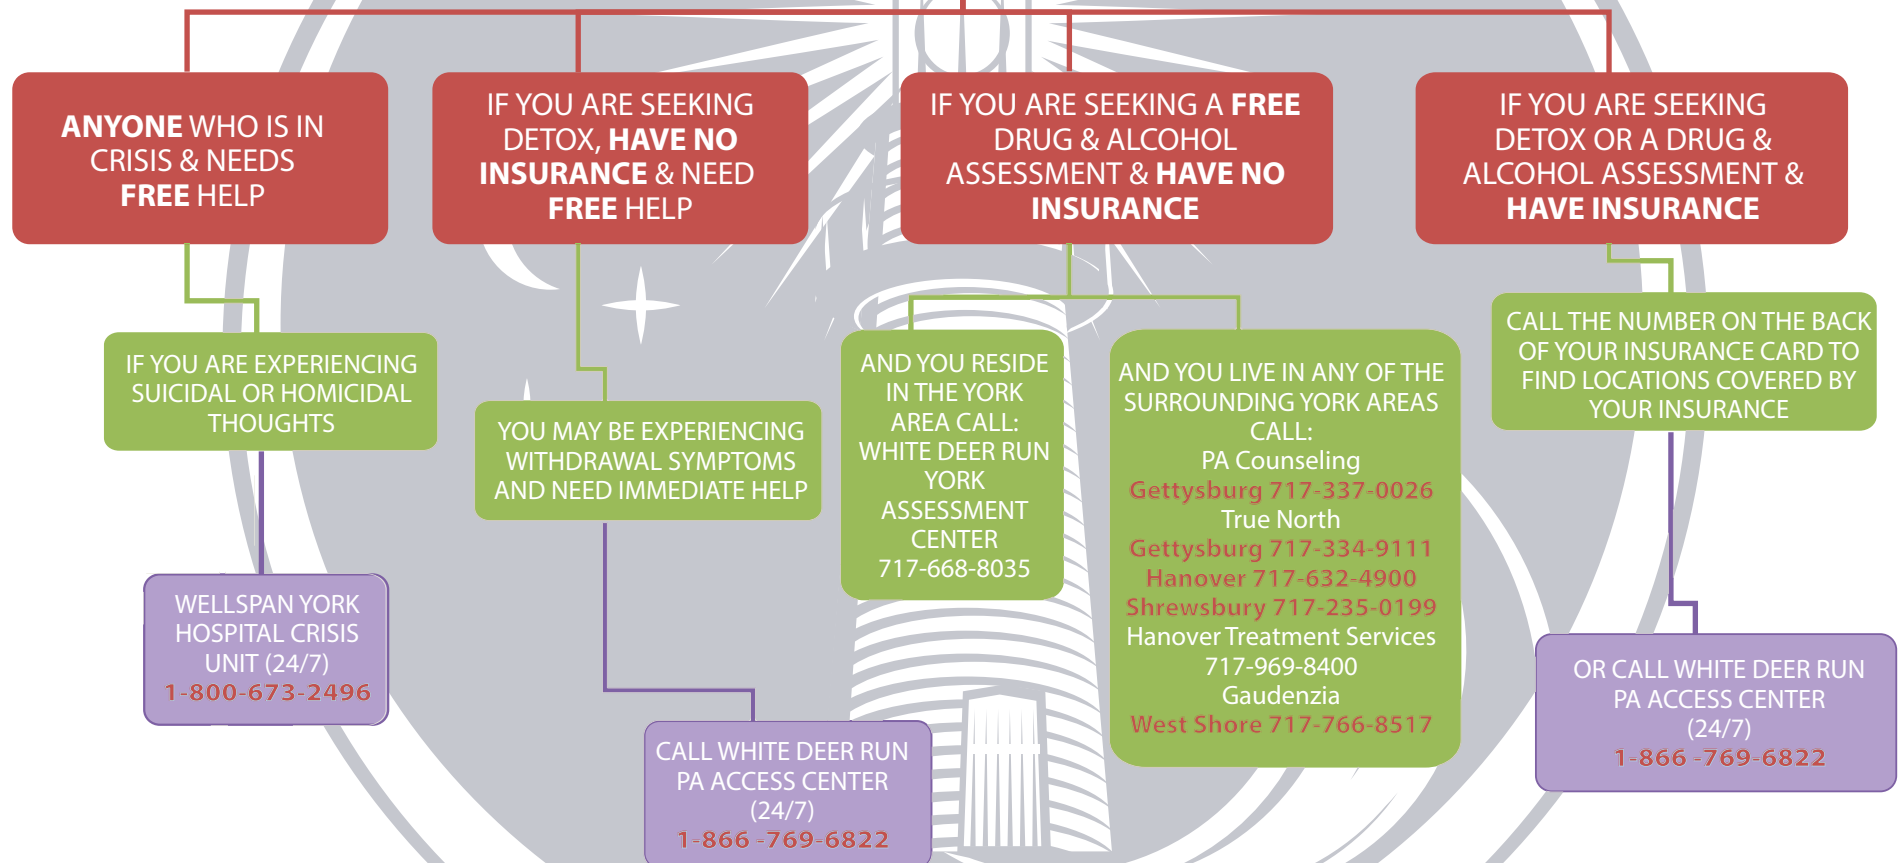 ANYONE WHO IS IN
CRISIS & NEEDS
FREE HELP
IF YOU ARE EXPERIENCING
SUICIDAL OR HOMICIDAL
THOUGHTS
WELLSPAN YORK
HOSPITAL CRISIS
UNIT (24/7)
1-800-673-2496
IF YOU ARE SEEKING
DETOX, HAVE NO
INSURANCE & NEED
FREE HELP
YOU MAY BE EXPERIENCING
WITHDRAWAL SYMPTOMS
AND NEED IMMEDIATE HELP
CALL WHITE DEER RUN
PA ACCESS CENTER
(24/7)
1-866 -769-6822
IF YOU ARE SEEKING A FREE
DRUG & ALCOHOL
ASSESSMENT & HAVE NO
INSURANCE
AND YOU RESIDE
IN THE YORK
AREA CALL:
WHITE DEER RUN
YORK
ASSESSMENT
CENTER
717-668-8035
AND YOU LIVE IN ANY OF THE
SURROUNDING YORK AREAS
CALL:
PA Counseling
Gettysburg 717-337-0026
True North
Gettysburg 717-334-9111
Hanover 717-632-4900
Shrewsbury 717-235-0199
Hanover Treatment Services
717-969-8400
Gaudenzia
West Shore 717-766-8517
IF YOU ARE SEEKING
DETOX OR A DRUG &
ALCOHOL ASSESSMENT &
HAVE INSURANCE
CALL THE NUMBER ON THE BACK
OF YOUR INSURANCE CARD TO
FIND LOCATIONS COVERED BY
YOUR INSURANCE
OR CALL WHITE DEER RUN
PA ACCESS CENTER
(24/7)
1-866 -769-6822